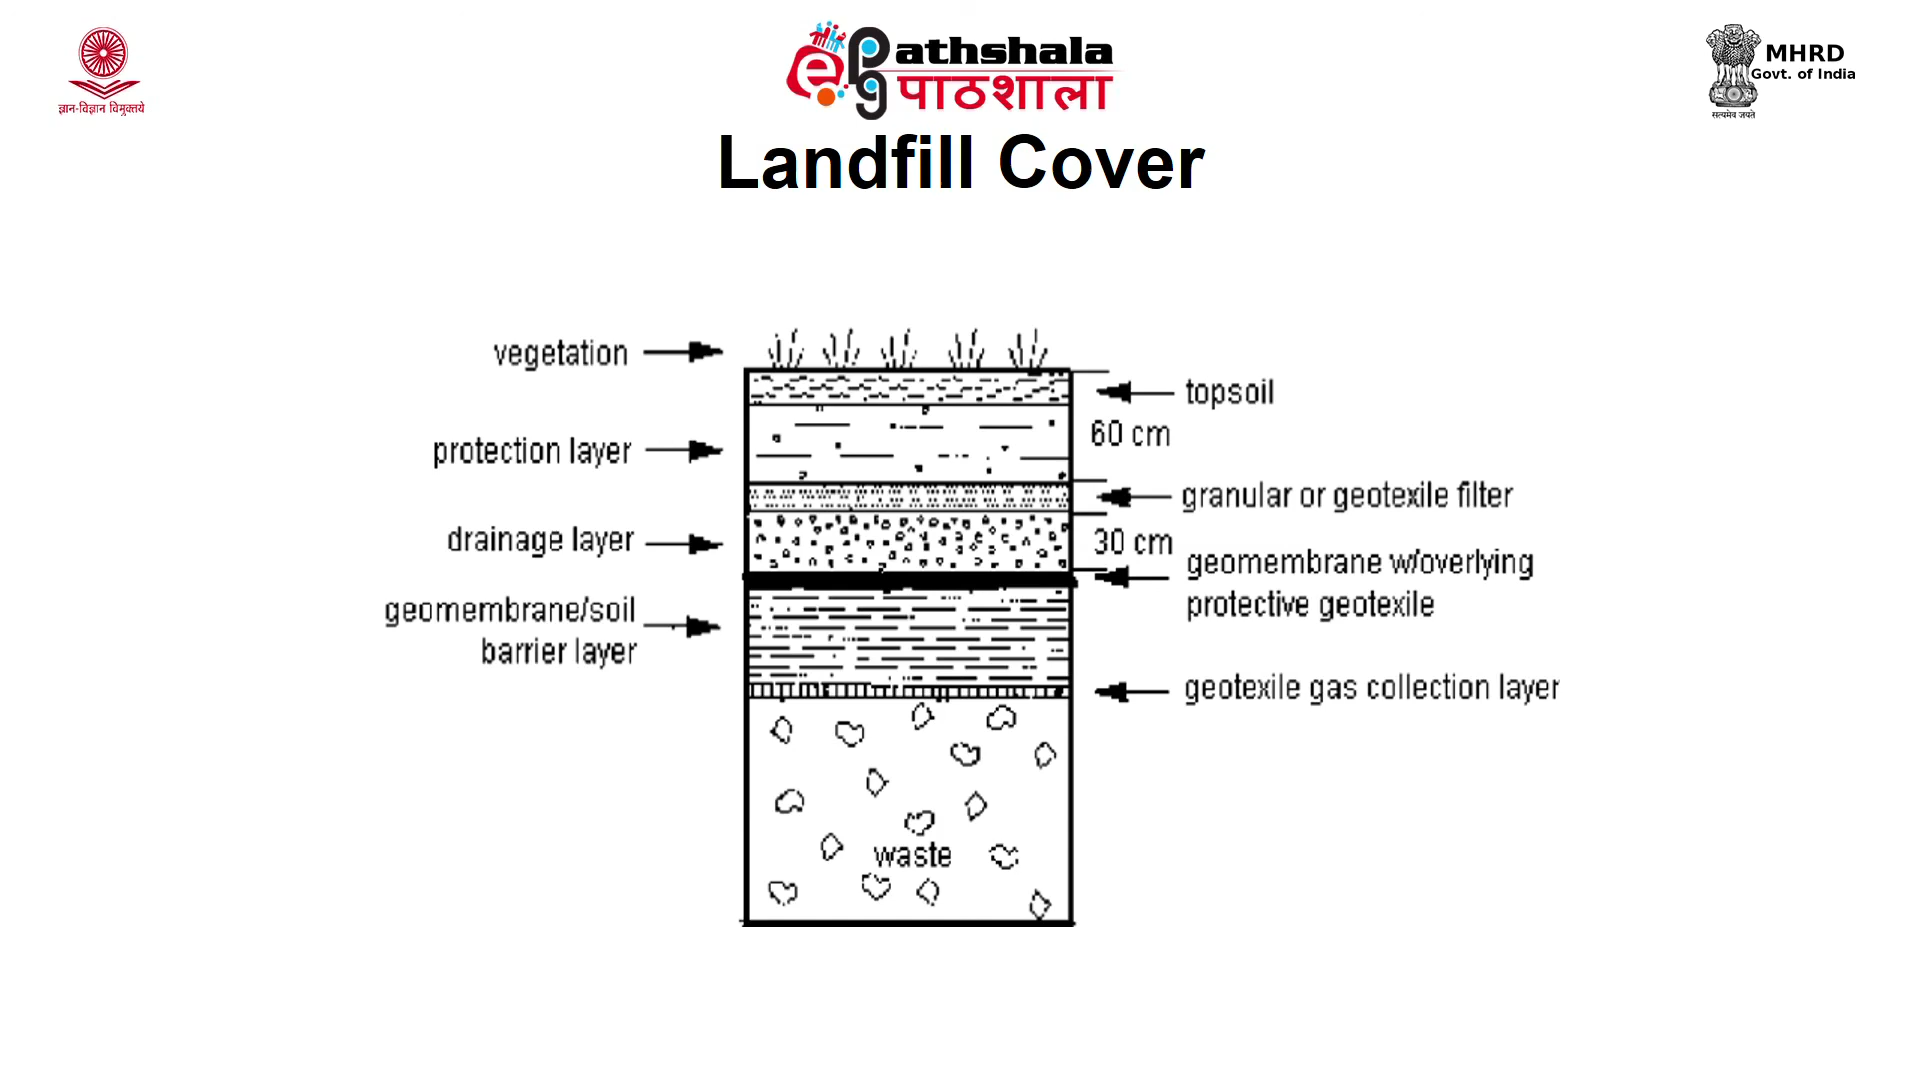 ज्ञान-विज्ञान विमुक्तये
ePGathshala
पाठशाला
MHRD
Govt. of India
सत्यमेव जयते
Landfill Cover
vegetation
topsoil
60 cm
protection layer
granular or geotexile filter
drainage layer
30 cm
geomembrane w/overlying
protective geotexile
geomembrane/soil
barrier layer
geotexile gas collection layer
waste